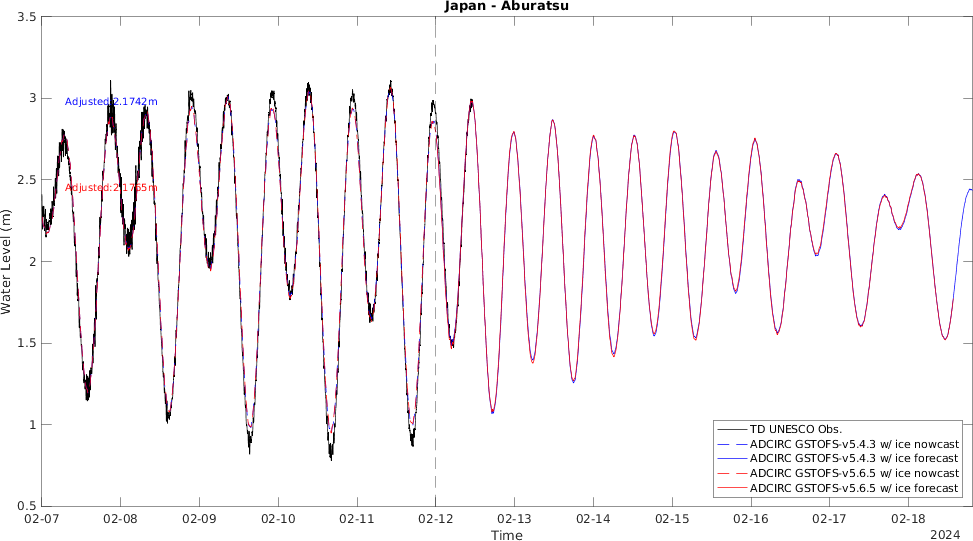 Japan - Aburatsu
3.5
3
2.5
2
1.5
1
0.5
Water Level (m)
Adjusted:2.1742m
Adjusted:2.1765m
TD UNESCO Obs.
ADCIRC GSTOFS-v5.4.3 w/ ice nowcast
ADCIRC GSTOFS-v5.4.3 w/ ice forecast
ADCIRC GSTOFS-v5.6.5 w/ ice nowcast
ADCIRC GSTOFS-v5.6.5 w/ ice forecast
02-07 02-08 02-09 02-10 02-11 02-12 02-13 02-14 02-15 02-16 02-17 02-18
Time
2024